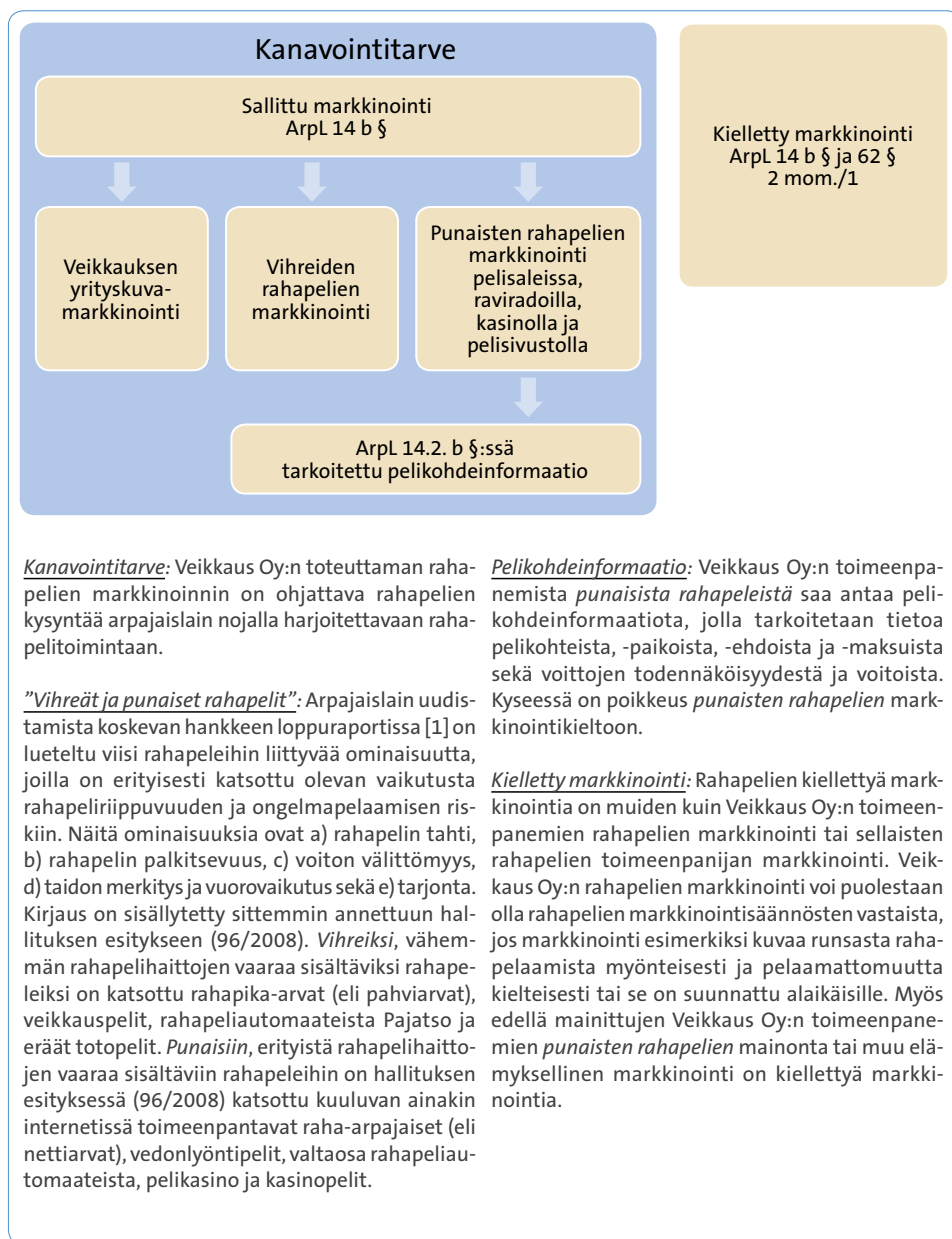 Kanavointitarve
Sallittu markkinointi
ArpL 14 b §
Kielletty markkinointi
ArpL 14 b § ja 62 §
2 mom./1
Veikkauksen
yrityskuva-
markkinointi
Vihreiden
rahapelien
markkinointi
Punaisten rahapelien
markkinointi
pelisaleissa,
raviradoilla,
kasinolla ja
pelisivustolla
ArpL 14.2. b §:ssä
tarkoitettu pelikohdeinformaatio
Kanavointitarve: Veikkaus Oy:n toteuttaman raha-
pelien markkinoinnin on ohjattava rahapelien
kysyntää arpajaislain nojalla harjoitettavaan raha-
pelitoimintaan.
”Vihreät ja punaiset rahapelit”: Arpajaislain uudis-
tamista koskevan hankkeen loppuraportissa [1] on
lueteltu viisi rahapeleihin liittyvää ominaisuutta,
joilla on erityisesti katsottu olevan vaikutusta
rahapeliriippuvuuden ja ongelmapelaamisen ris-
kiin. Näitä ominaisuuksia ovat a) rahapelin tahti,
b) rahapelin palkitsevuus, c) voiton välittömyys,
d) taidon merkitys ja vuorovaikutus sekä e) tarjonta.
Kirjaus on sisällytetty sittemmin annettuun hal-
lituksen esitykseen (96/2008). Vihreiksi, vähem-
män rahapelihaittojen vaaraa sisältäviksi rahape-
leiksi on katsottu rahapika-arvat (eli pahviarvat),
veikkauspelit, rahapeliautomaateista Pajatso ja
eräät totopelit. Punaisiin, erityistä rahapelihaitto-
jen vaaraa sisältäviin rahapeleihin on hallituksen
esityksessä (96/2008) katsottu kuuluvan ainakin
internetissä toimeenpantavat raha-arpajaiset (eli
nettiarvat), vedonlyöntipelit, valtaosa rahapeliau-
tomaateista, pelikasino ja kasinopelit.
Pelikohdeinformaatio: Veikkaus Oy:n toimeenpa-
nemista punaisista rahapeleistä saa antaa peli-
kohdeinformaatiota, jolla tarkoitetaan tietoa
pelikohteista, -paikoista, -ehdoista ja -maksuista
sekä voittojen todennäköisyydestä ja voitoista.
Kyseessä on poikkeus punaisten rahapelien mark-
kinointikieltoon.
Kielletty markkinointi: Rahapelien kiellettyä mark-
kinointia on muiden kuin Veikkaus Oy:n toimeen-
panemien rahapelien markkinointi tai sellaisten
rahapelien toimeenpanijan markkinointi. Veik-
kaus Oy:n rahapelien markkinointi voi puolestaan
olla rahapelien markkinointisäännösten vastaista,
jos markkinointi esimerkiksi kuvaa runsasta raha-
pelaamista myönteisesti ja pelaamattomuutta
kielteisesti tai se on suunnattu alaikäisille. Myös
edellä mainittujen Veikkaus Oy:n toimeenpane-
mien punaisten rahapelien mainonta tai muu elä-
myksellinen markkinointi on kiellettyä markki-
nointia.